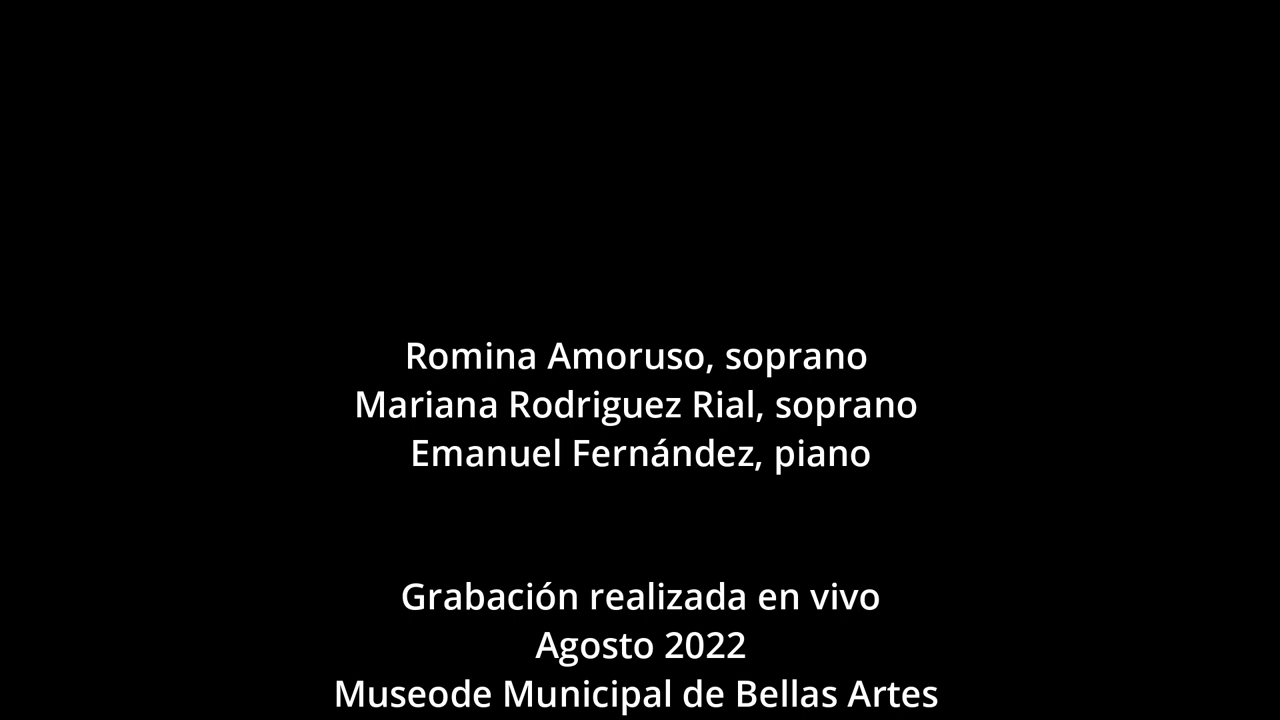 Romina Amoruso, soprano
Mariana Rodriguez Rial, soprano
Emanuel Fernández, piano
Grabación realizada en vivo
Agosto 2022
Museode Municipal de Bellas Artes